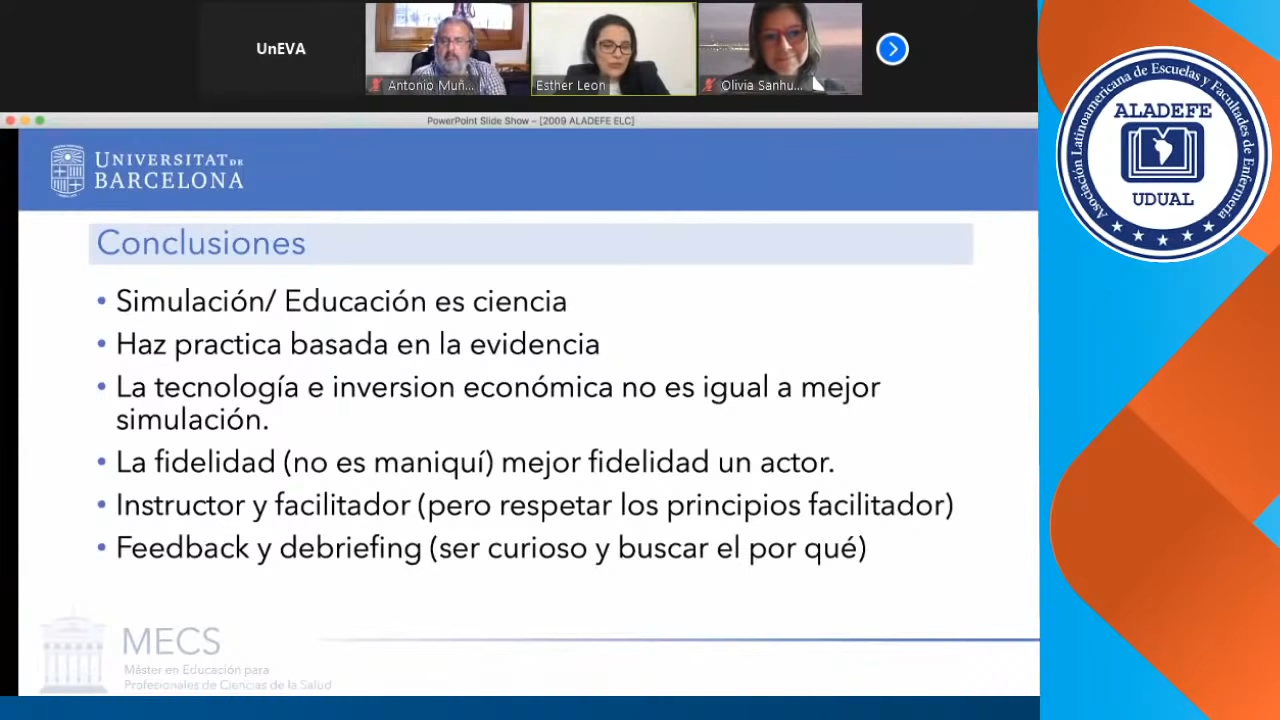 UnEVA
Antonio Muñ...
Esther Leon
Olivia Sanhu...
PowerPoint Slide Show – [2009 ALADEFE ELC]
UNIVERSITAT DE
BARCELONA
Conclusiones
• Simulación/ Educación es ciencia
• Haz practica basada en la evidencia
• La tecnología e inversion económica no es igual a mejor
simulación.
• La fidelidad (no es maniquí) mejor fidelidad un actor.
• Instructor y facilitador (pero respetar los principios facilitador)
• Feedback y debriefing (ser curioso y buscar el por qué)
MECS
Máster en Educación para
Profesionales de Ciencias de la Salud
Asociación Latinoamericana de Escuelas y Facultades de Enfermería
ALADEFE
UDUAL